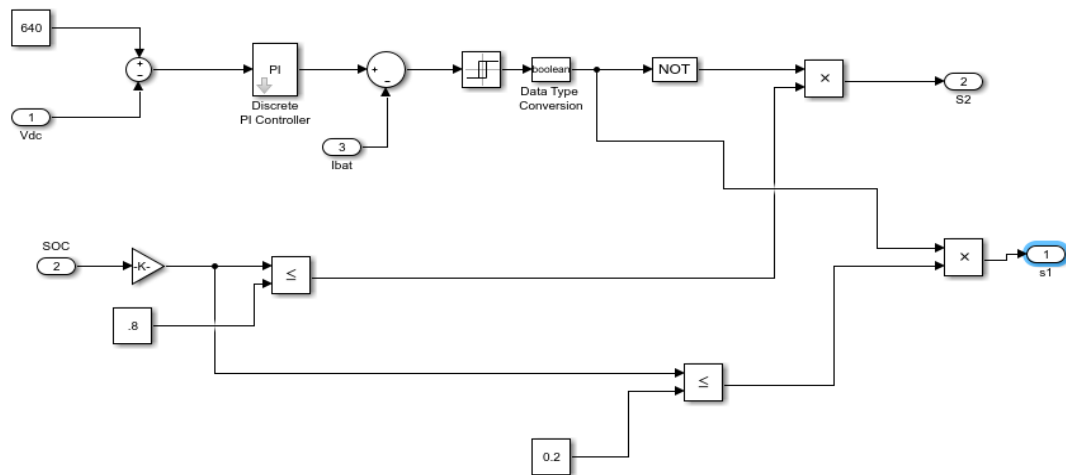 640
+
−
1
Vdc
PI
Discrete
PI Controller
+
−
3
Ibat
boolean
Data Type
Conversion
NOT
×
2
S2
SOC
2
-K-
≤
.8
×
1
s1
≤
0.2